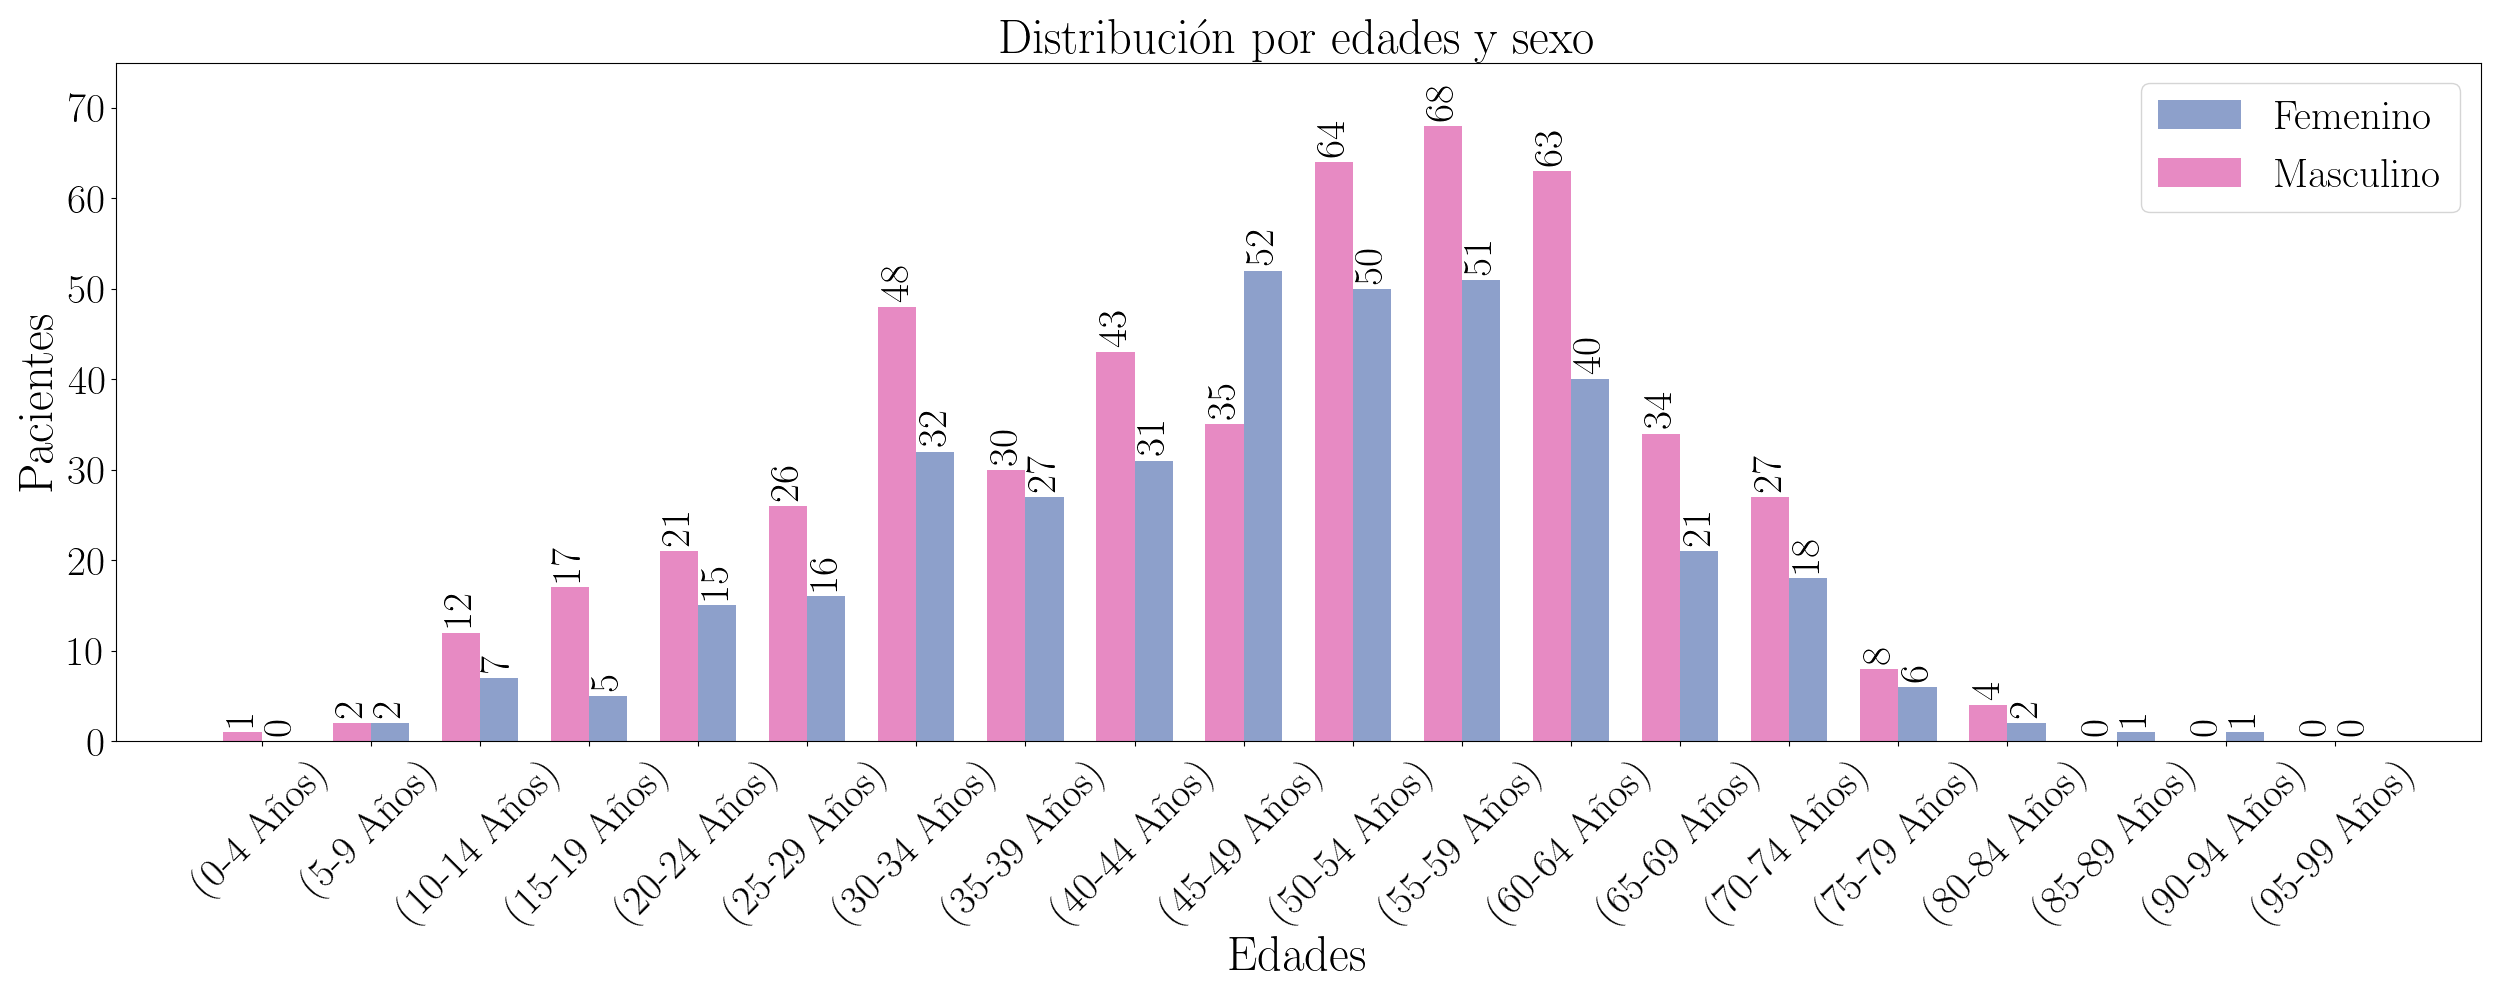 Distribución por edades y sexo
Femenino
Masculino
Pacientes
70
60
50
40
30
20
10
0
1
0
2
2
12
7
17
5
21
15
26
16
48
32
30
27
43
31
35
52
64
50
68
51
63
40
34
21
27
18
8
6
4
2
0
1
0
1
0
0
(0-4 Años)
(5-9 Años)
(10-14 Años)
(15-19 Años)
(20-24 Años)
(25-29 Años)
(30-34 Años)
(35-39 Años)
(40-44 Años)
(45-49 Años)
(50-54 Años)
(55-59 Años)
(60-64 Años)
(65-69 Años)
(70-74 Años)
(75-79 Años)
(80-84 Años)
(85-89 Años)
(90-94 Años)
(95-99 Años)
Edades